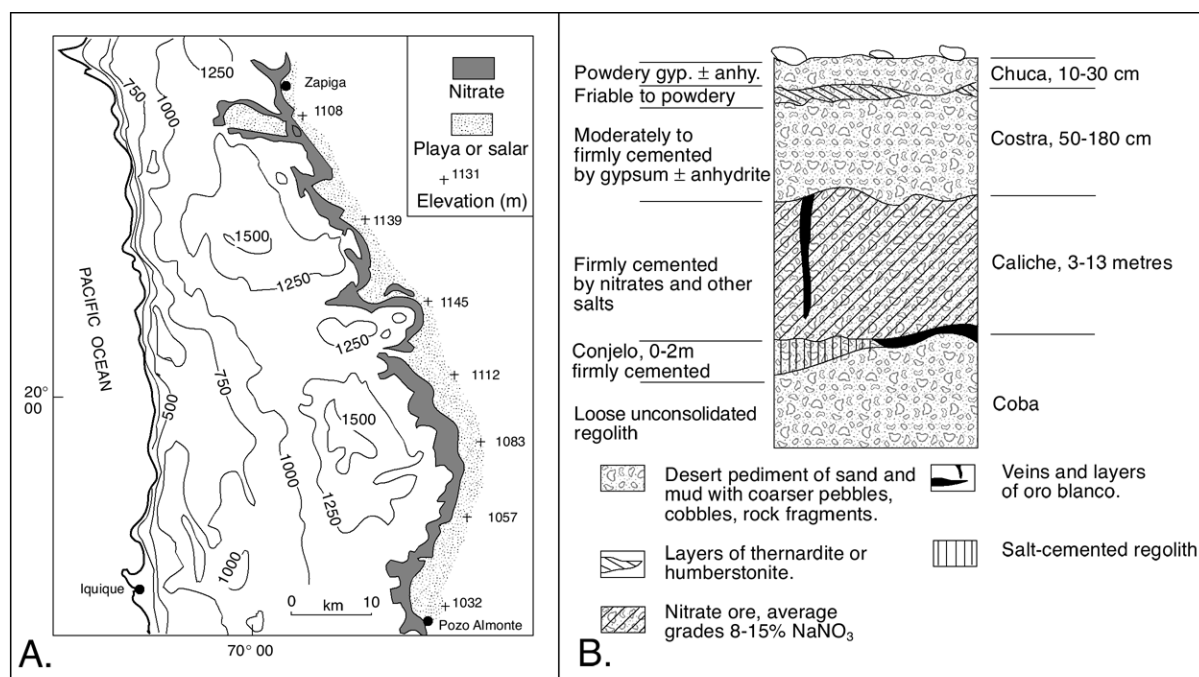 1250
750
1000
Zapiga
1108
Nitrate
Playa or salar
1131
Elevation (m)
1139
1500
1250
PACIFIC OCEAN
1145
1250
1112
20°
00
750
500
1500
1083
1000
1250
1057
1000
Iquique
0 km 10
1032
Pozo Almonte
A.
70° 00
Powdery gyp. ± anhy.
Friable to powdery
Moderately to
firmly cemented
by gypsum ± anhydrite
Firmly cemented
by nitrates and other
salts
Conjelo, 0-2m
firmly cemented
Loose unconsolidated
regolith
Chuca, 10-30 cm
Costra, 50-180 cm
Caliche, 3-13 metres
Coba
Desert pediment of sand and
mud with coarser pebbles,
cobbles, rock fragments.
Layers of thernardite or
humberstonite.
Nitrate ore, average
grades 8-15% NaNO₃
Veins and layers
of oro blanco.
Salt-cemented regolith
B.